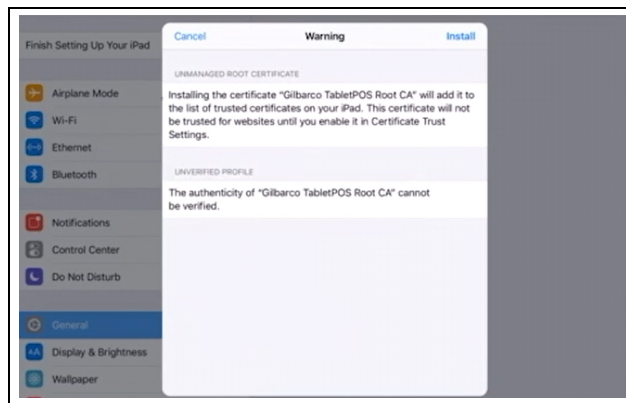 Finish Setting Up Your iPad
Airplane Mode
Wi-Fi
Ethernet
Bluetooth
Notifications
Control Center
Do Not Disturb
General
Display & Brightness
Wallpaper
Cancel
Warning
Install
UNMANAGED ROOT CERTIFICATE
Installing the certificate “Gilbarco TabletPOS Root CA” will add it to
the list of trusted certificates on your iPad. This certificate will not
be trusted for websites until you enable it in Certificate Trust
Settings.
UNVERIFIED PROFILE
The authenticity of “Gilbarco TabletPOS Root CA” cannot
be verified.